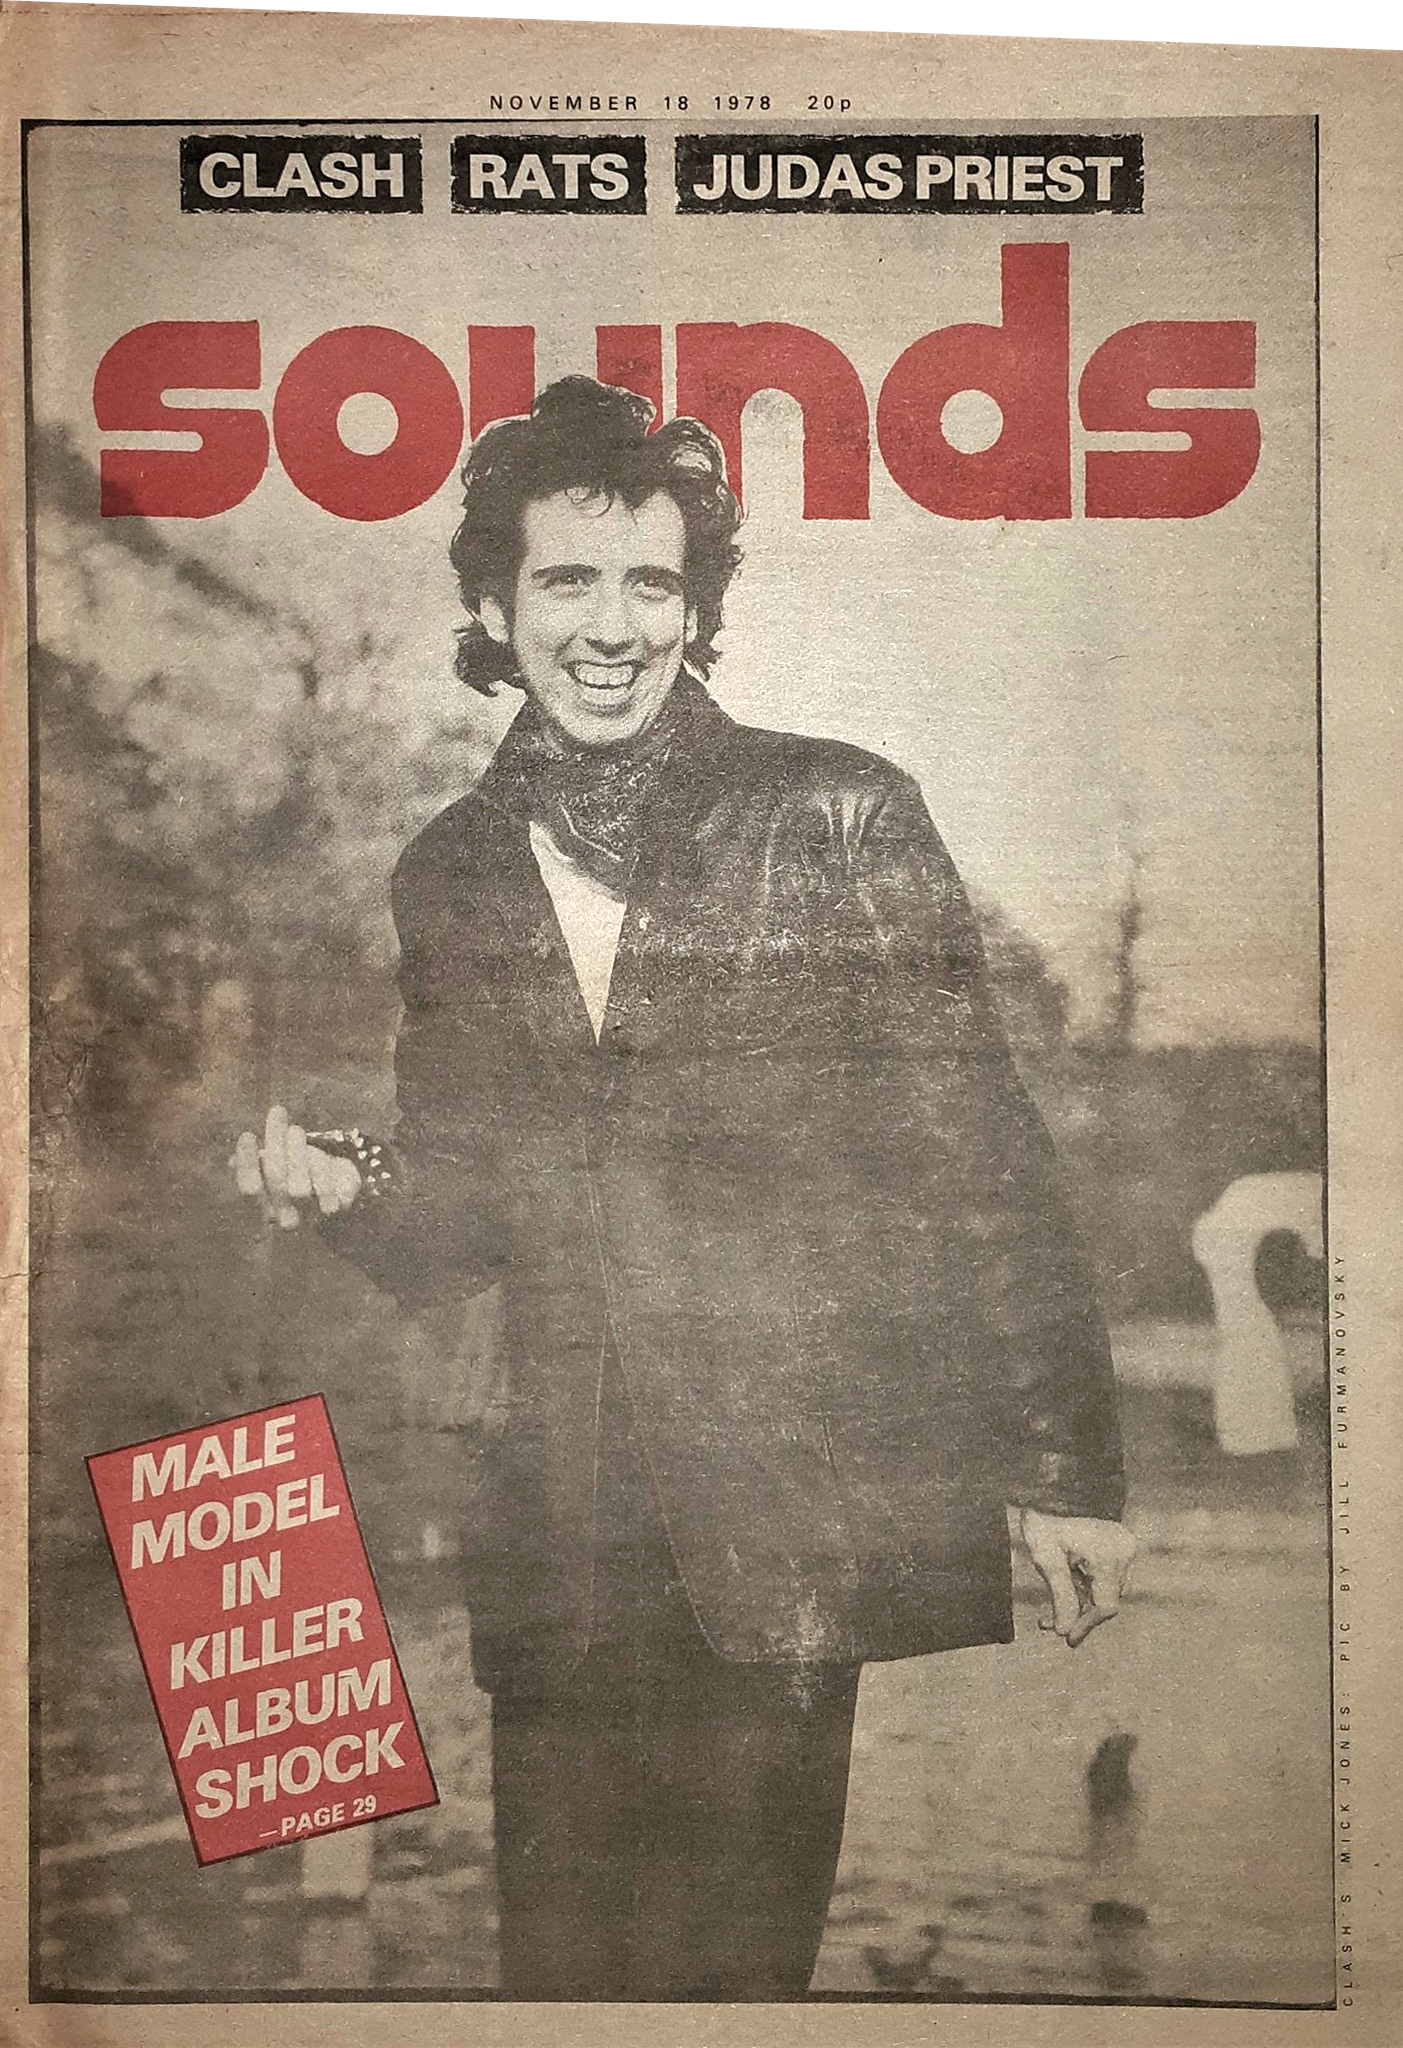 NOVEMBER 18 1978 20p
CLASH RATS JUDAS PRIEST
sounds
MALE
MODEL
IN
KILLER
ALBUM
SHOCK
—PAGE 29
CLASH'S MICK JONES: PIC BY JILL FURMANOVSKY